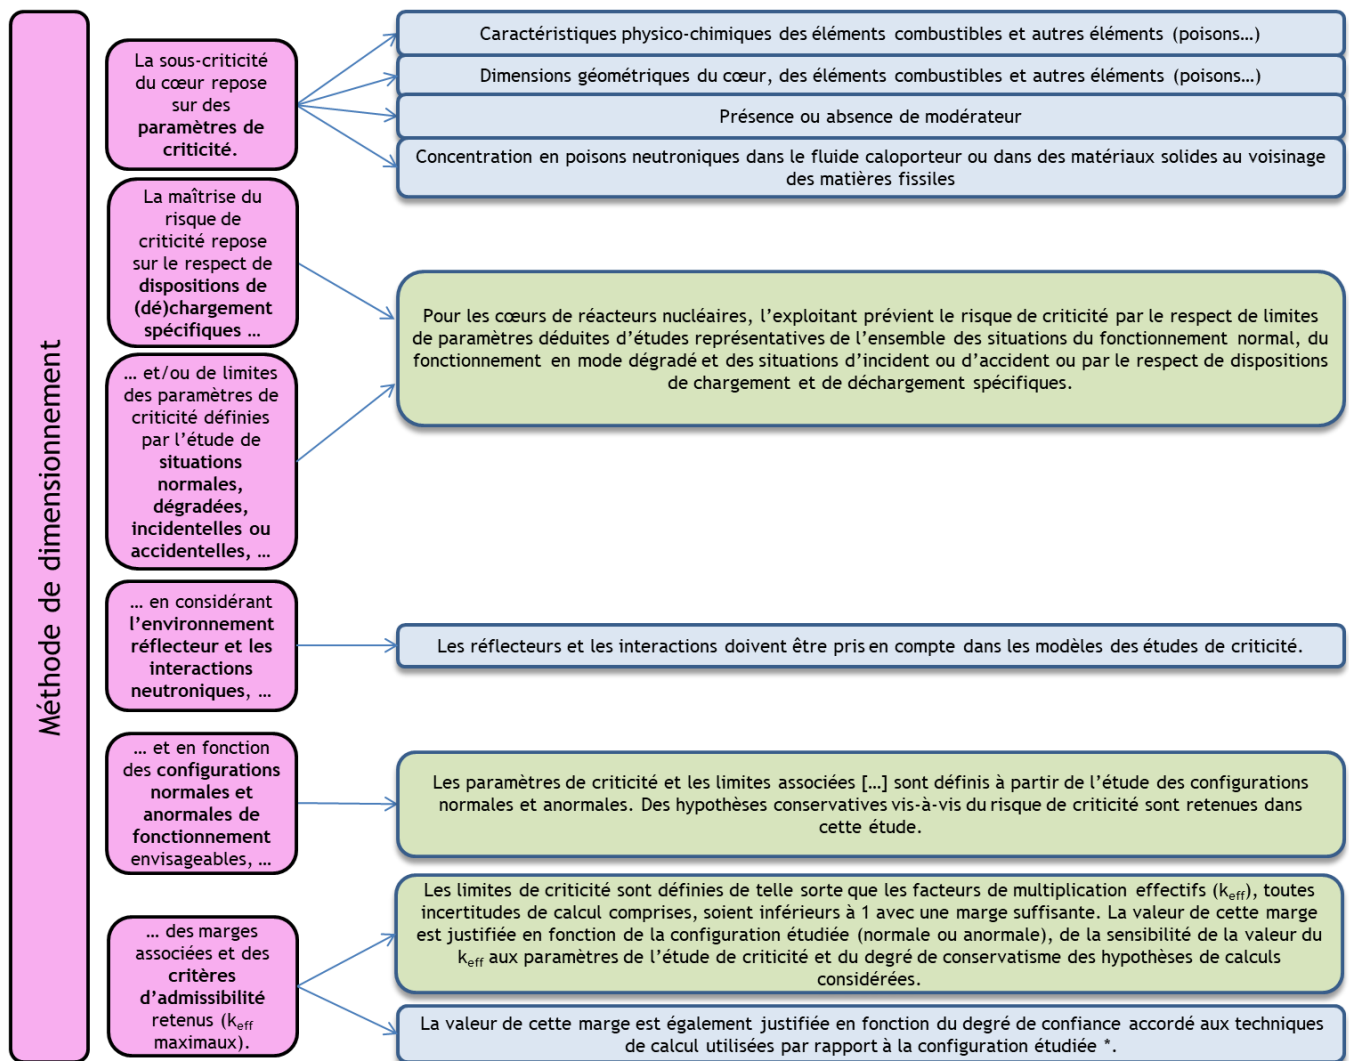 Méthode de dimensionnement
La sous-criticité
du cœur repose
sur des
paramètres de
criticité.
Caractéristiques physico-chimiques des éléments combustibles et autres éléments (poisons…)
Dimensions géométriques du cœur, des éléments combustibles et autres éléments (poisons…)
Présence ou absence de modérateur
Concentration en poisons neutroniques dans le fluide caloporteur ou dans des matériaux solides au voisinage
des matières fissiles
La maîtrise du
risque de
criticité repose
sur le respect de
dispositions de
(dé)chargement
spécifiques …
… et/ou de limites
des paramètres de
criticité définies
par l’étude de
situations
normales,
dégradées,
incidentelles ou
accidentelles, …
Pour les cœurs de réacteurs nucléaires, l’exploitant prévient le risque de criticité par le respect de limites
de paramètres déduites d’études représentatives de l’ensemble des situations du fonctionnement normal, du
fonctionnement en mode dégradé et des situations d’incident ou d’accident ou par le respect de dispositions
de chargement et de déchargement spécifiques.
… en considérant
l’environnement
réflecteur et les
interactions
neutroniques, …
Les réflecteurs et les interactions doivent être pris en compte dans les modèles des études de criticité.
… et en fonction
des configurations
normales et
anormales de
fonctionnement
envisageables, …
Les paramètres de criticité et les limites associées […] sont définis à partir de l’étude des configurations
normales et anormales. Des hypothèses conservatives vis-à-vis du risque de criticité sont retenues dans
cette étude.
… des marges
associées et des
critères
d’admissibilité
retenus (keff
maximaux).
Les limites de criticité sont définies de telle sorte que les facteurs de multiplication effectifs (keff), toutes
incertitudes de calcul comprises, soient inférieurs à 1 avec une marge suffisante. La valeur de cette marge
est justifiée en fonction de la configuration étudiée (normale ou anormale), de la sensibilité de la valeur du
keff aux paramètres de l’étude de criticité et du degré de conservatisme des hypothèses de calculs
considérées.
La valeur de cette marge est également justifiée en fonction du degré de confiance accordé aux techniques
de calcul utilisées par rapport à la configuration étudiée *.